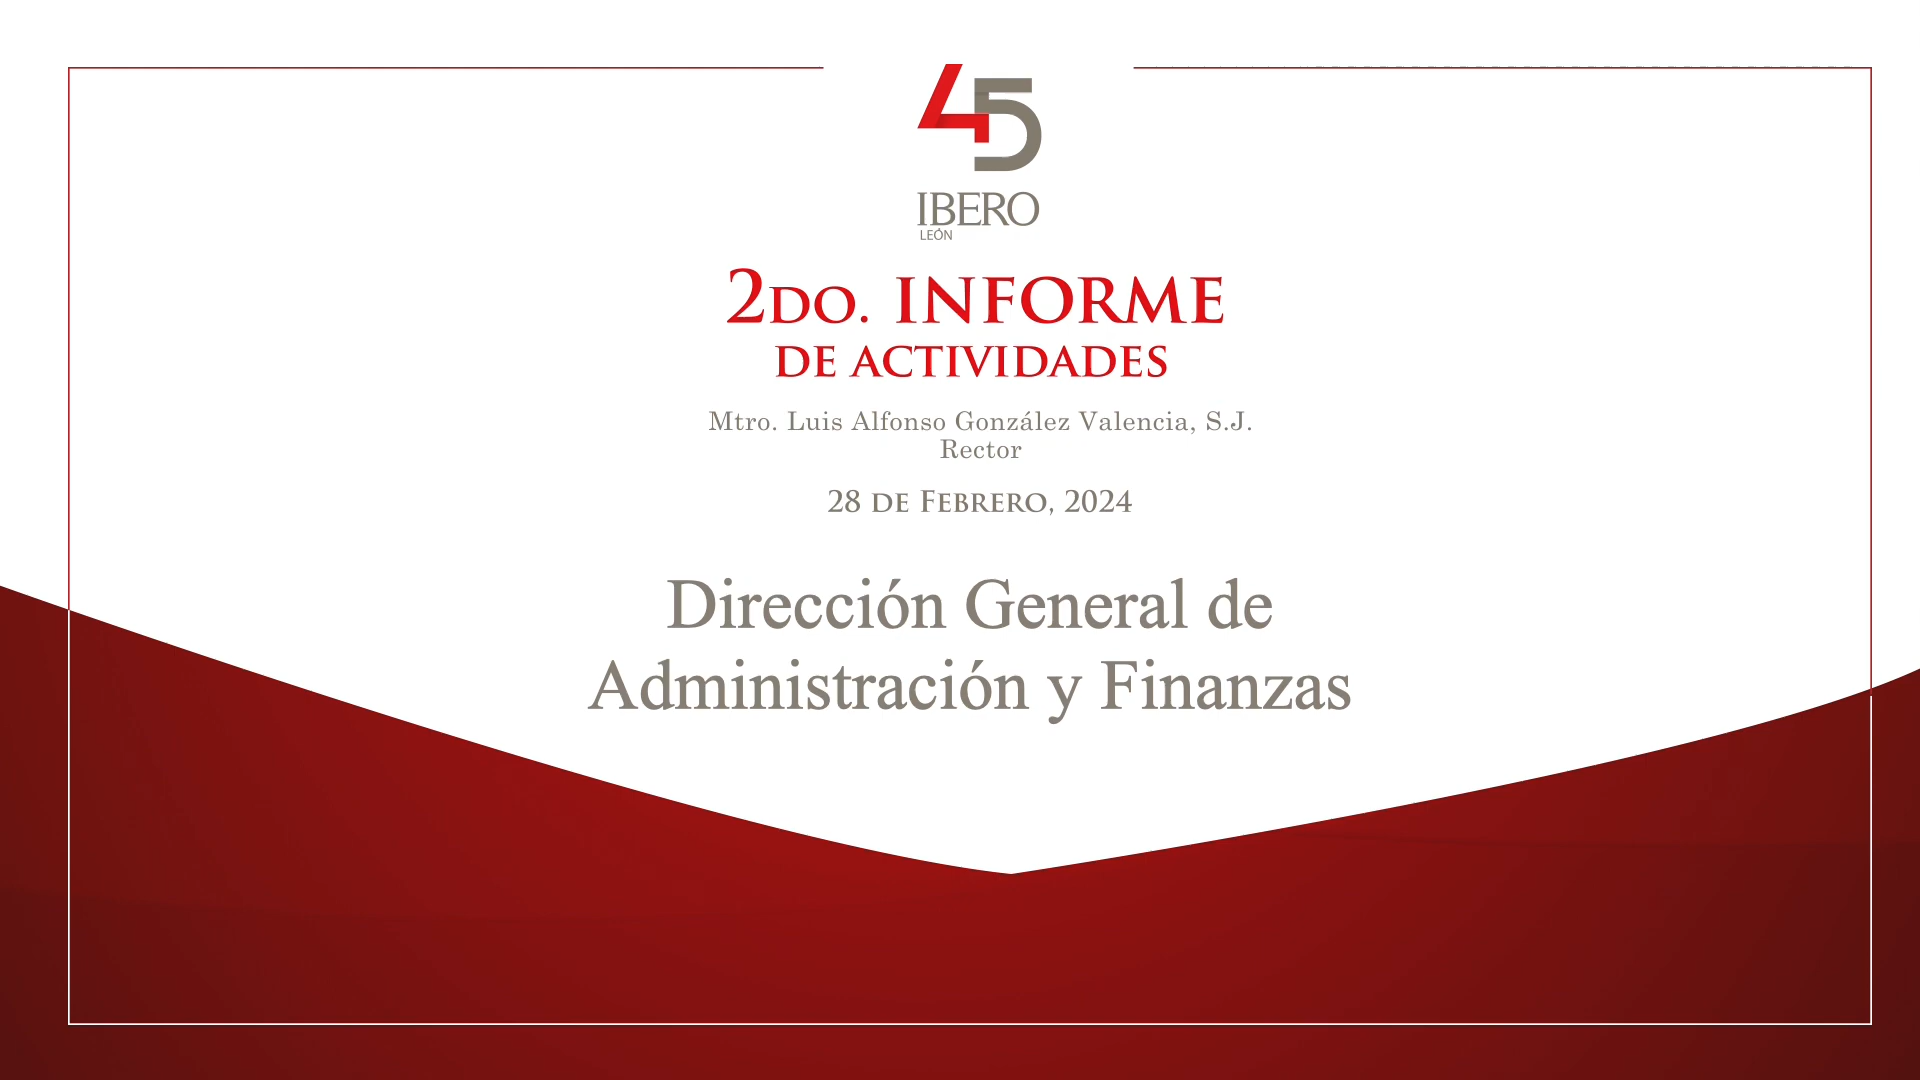 45
IBERO
LEÓN
2DO. INFORME
DE ACTIVIDADES
Mtro. Luis Alfonso González Valencia, S.J.
Rector
28 DE FEBRERO, 2024
Dirección General de
Administración y Finanzas